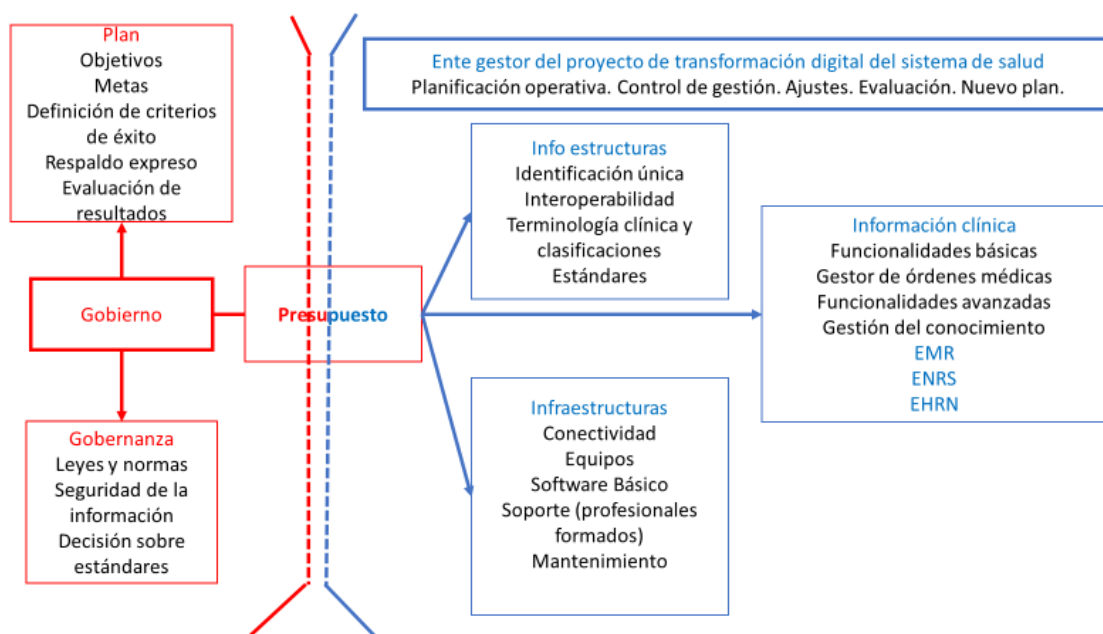 Plan
Objetivos
Metas
Definición de criterios
de éxito
Respaldo expreso
Evaluación de
resultados
Gobierno
Gobernanza
Leyes y normas
Seguridad de la
información
Decisión sobre
estándares
Presupuesto
Ente gestor del proyecto de transformación digital del sistema de salud
Planificación operativa. Control de gestión. Ajustes. Evaluación. Nuevo plan.
Info estructuras
Identificación única
Interoperabilidad
Terminología clínica y
clasificaciones
Estándares
Infraestructuras
Conectividad
Equipos
Software Básico
Soporte (profesionales
formados)
Mantenimiento
Información clínica
Funcionalidades básicas
Gestor de órdenes médicas
Funcionalidades avanzadas
Gestión del conocimiento
EMR
ENRS
EHRN